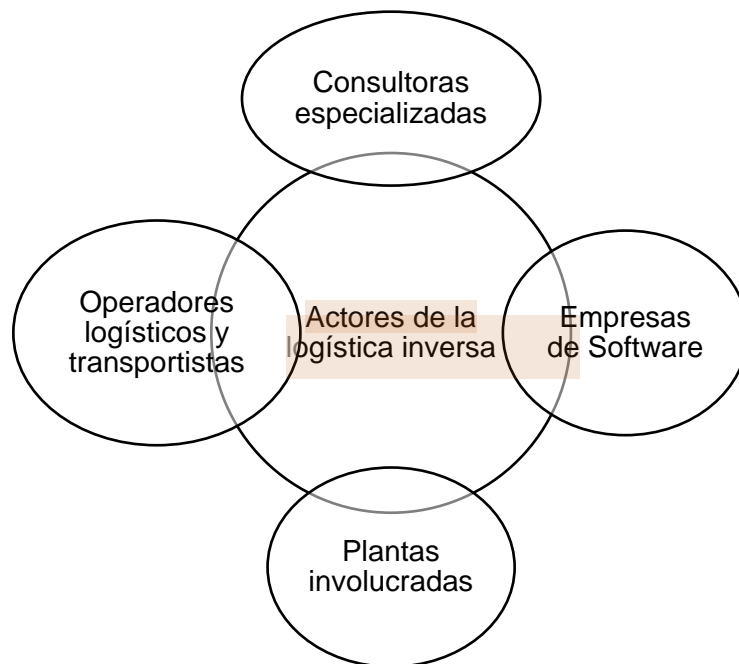 Consultoras
especializadas
Operadores
logísticos y
transportistas
Actores de la
logística inversa
Empresas
de Software
Plantas
involucradas